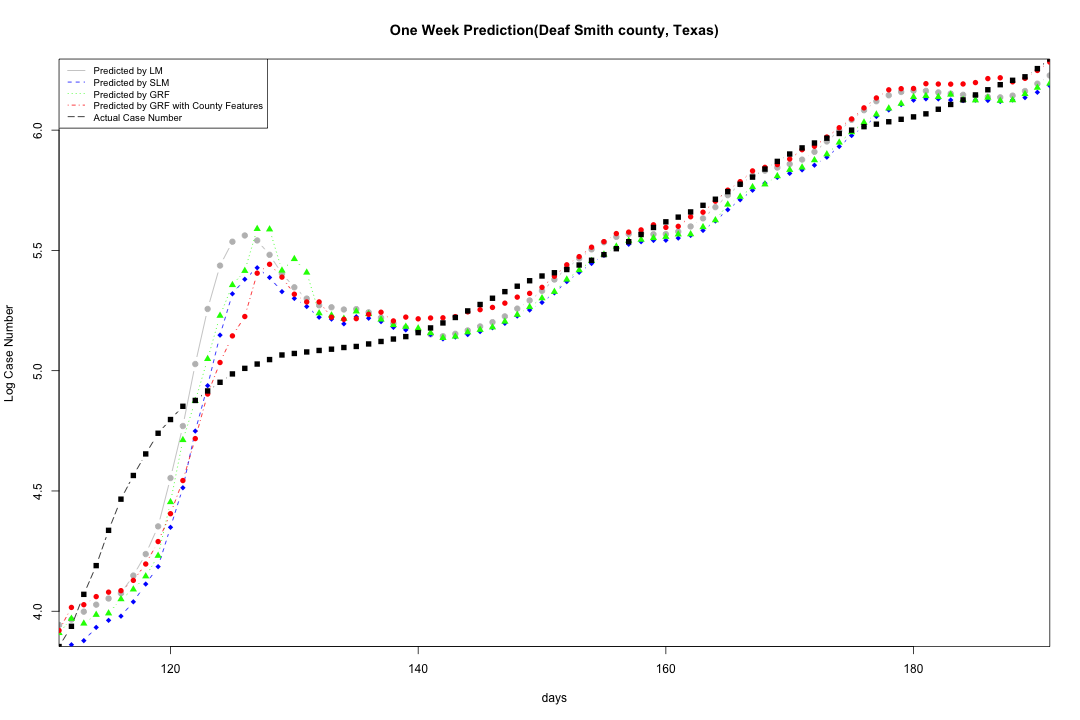 One Week Prediction(Deaf Smith county, Texas)
Predicted by LM
Predicted by SLM
Predicted by GRF
Predicted by GRF with County Features
Actual Case Number
Log Case Number
6.0
5.5
5.0
4.5
4.0
120
140
160
180
days